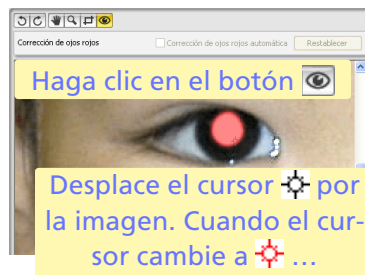 Corrección de ojos rojos
Corrección de ojos rojos automática
Restablecer
Haga clic en el botón
Desplace el cursor por
la imagen. Cuando el cur-
sor cambie a ...